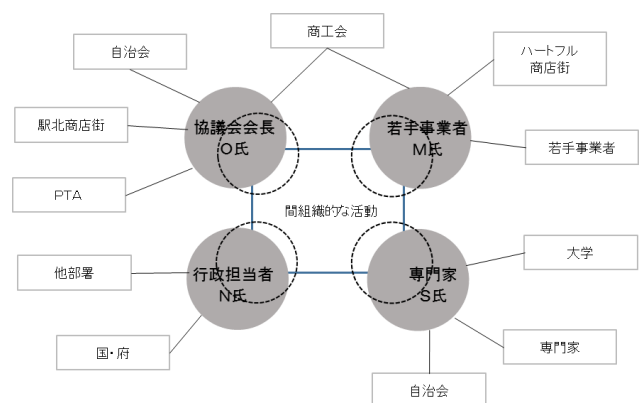 商工会
自治会
ハートフル
商店街
駅北商店街
協議会会長
O氏
若手事業者
M氏
若手事業者
PTA
間組織的な活動
大学
他部署
行政担当者
N氏
専門家
S氏
国・府
専門家
自治会